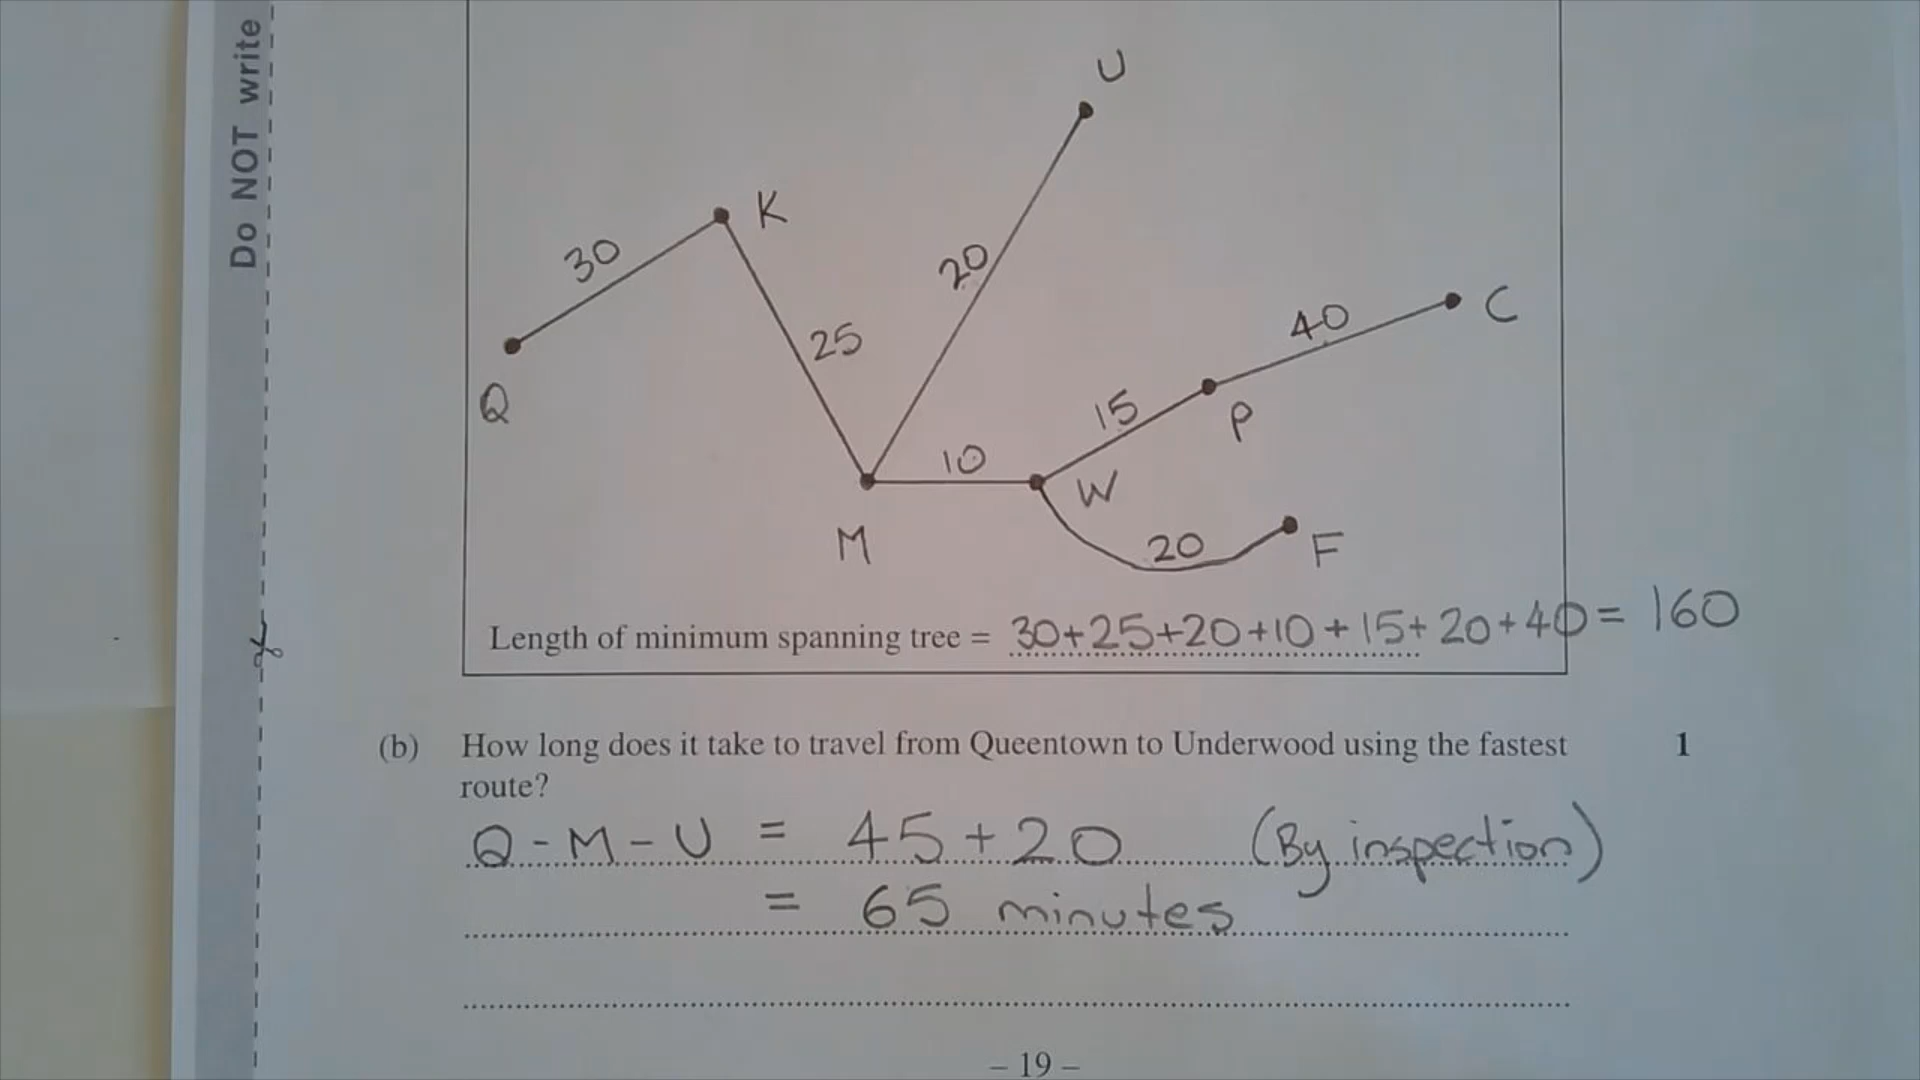 Do NOT write
U
K
30
20
25
C
40
Q
15
P
10
W
M
20
F
Length of minimum spanning tree = 30+25+20+10+15+20+40= 160
(b) How long does it take to travel from Queentown to Underwood using the fastest 1
route?
Q-M-U = 45+20 (By inspection)
= 65 minutes
– 19 –